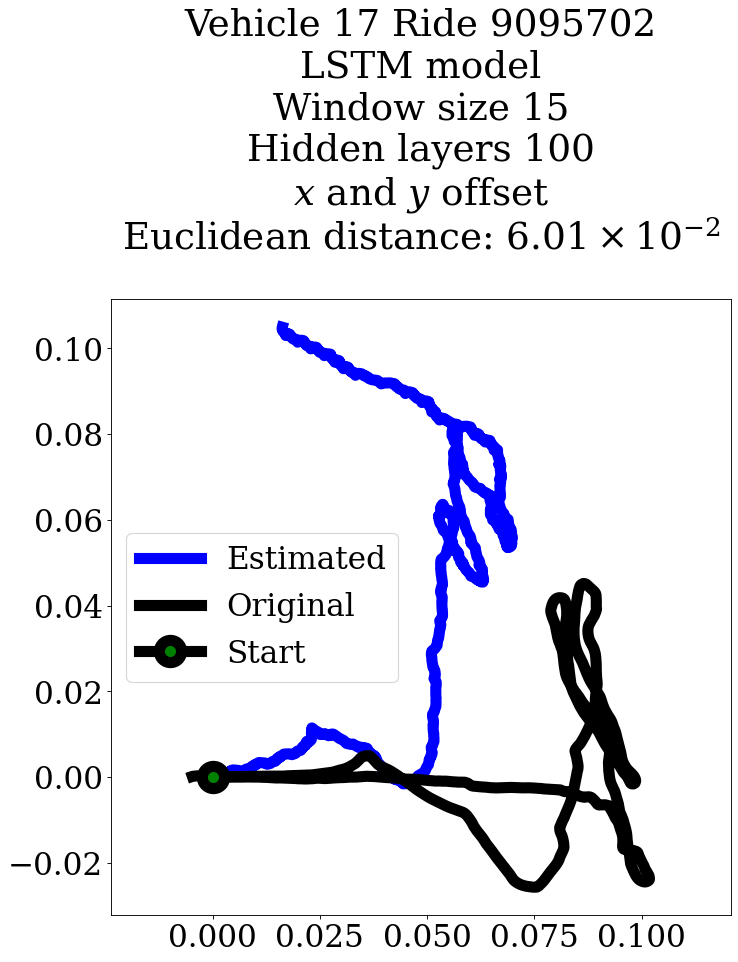 Vehicle 17 Ride 9095702
LSTM model
Window size 15
Hidden layers 100
x and y offset
Euclidean distance: 6.01 × 10⁻²
0.10
0.08
0.06
0.04
0.02
0.00
−0.02
Estimated
Original
Start
0.000 0.025 0.050 0.075 0.100